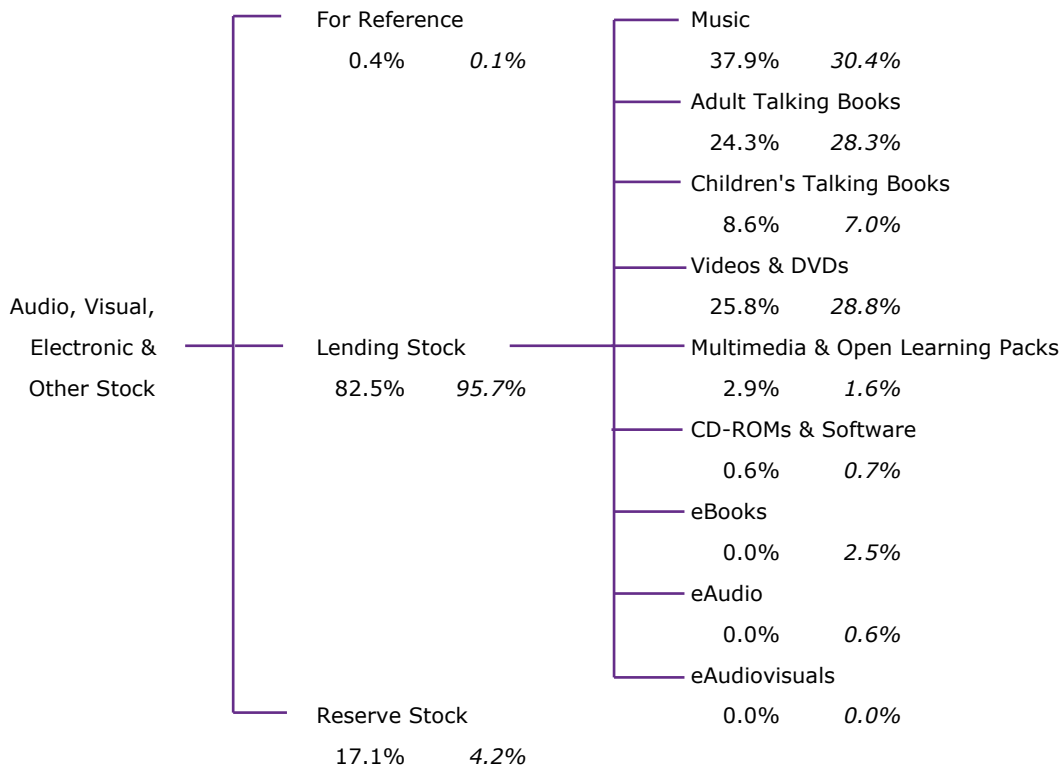 Audio, Visual,
Electronic &
Other Stock
For Reference
0.4% 0.1%
Lending Stock
82.5% 95.7%
Reserve Stock
17.1% 4.2%
Music
37.9% 30.4%
Adult Talking Books
24.3% 28.3%
Children's Talking Books
8.6% 7.0%
Videos & DVDs
25.8% 28.8%
Multimedia & Open Learning Packs
2.9% 1.6%
CD-ROMs & Software
0.6% 0.7%
eBooks
0.0% 2.5%
eAudio
0.0% 0.6%
eAudiovisuals
0.0% 0.0%